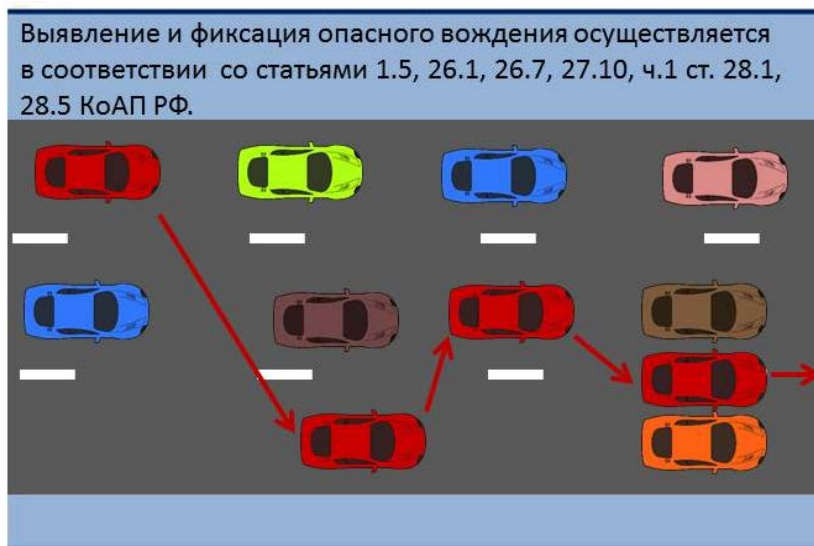 Выявление и фиксация опасного вождения осуществляется
в соответствии со статьями 1.5, 26.1, 26.7, 27.10, ч.1 ст. 28.1,
28.5 КоАП РФ.